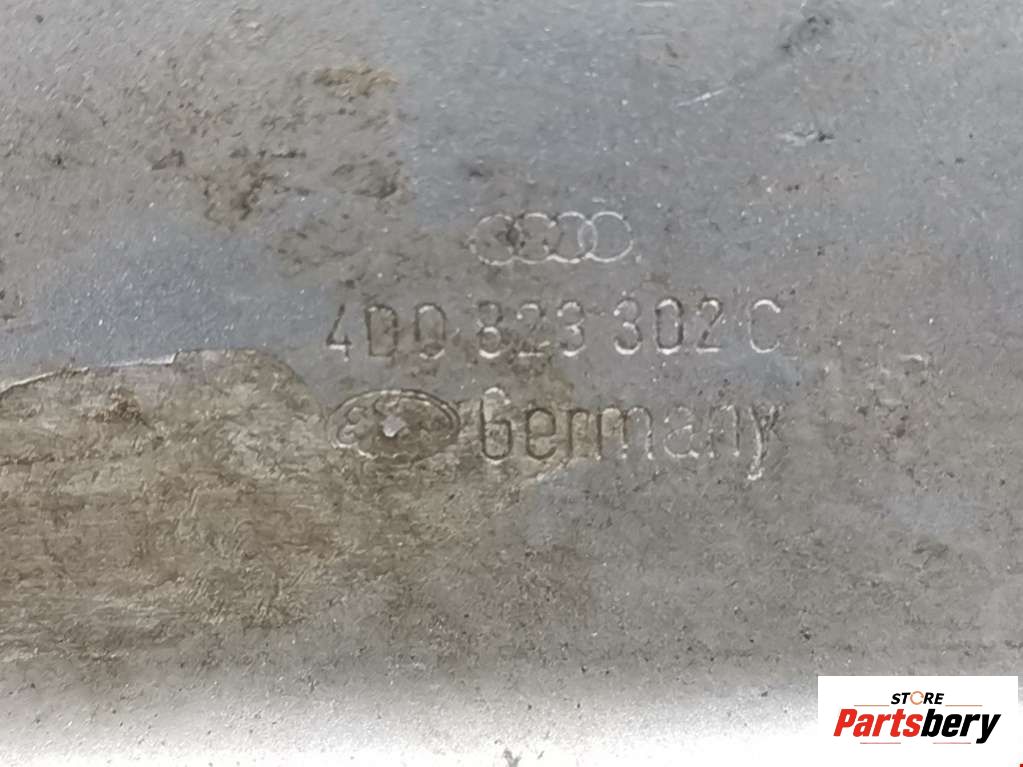 4D0 823 302 C
Germany
STORE
Partsbery